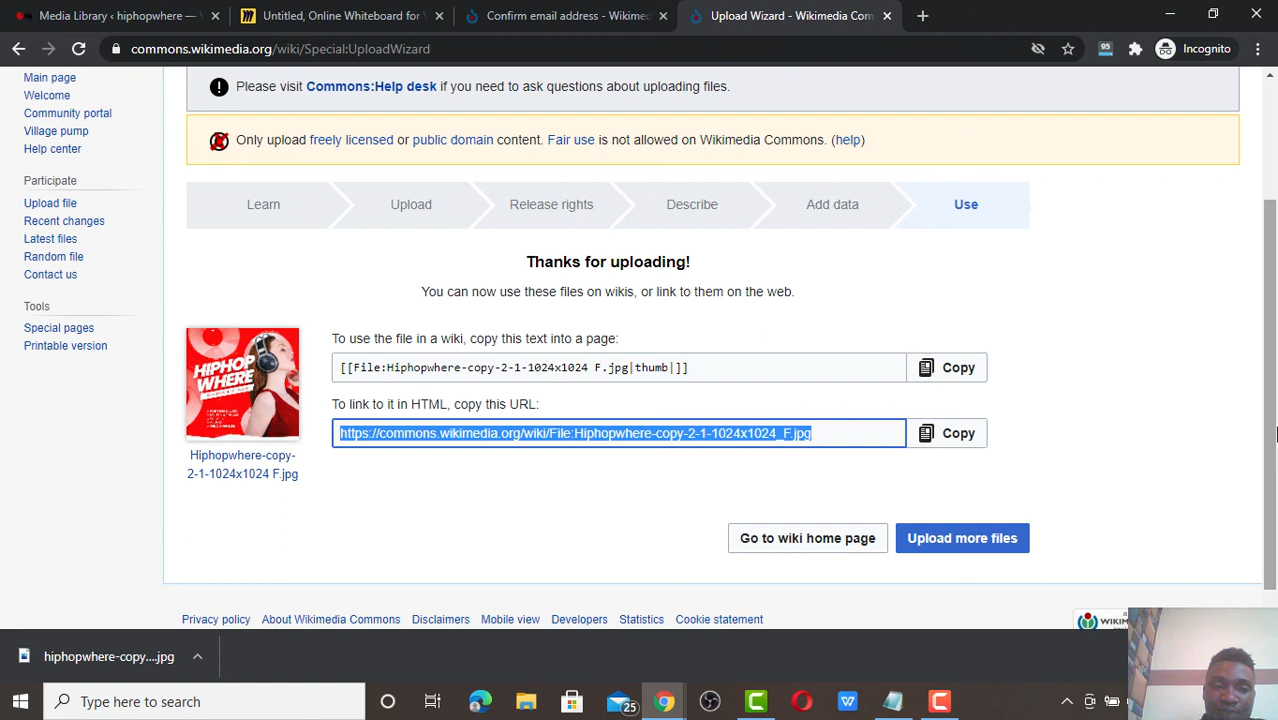 Media Library ‹ hiphopwhere —
Untitled, Online Whiteboard for V
Confirm email address - Wikimed
Upload Wizard - Wikimedia Com
commons.wikimedia.org/wiki/Special:UploadWizard
95
Incognito
Main page
Welcome
Community portal
Village pump
Help center
Participate
Upload file
Recent changes
Latest files
Random file
Contact us
Tools
Special pages
Printable version
Please visit Commons:Help desk if you need to ask questions about uploading files.
Only upload freely licensed or public domain content. Fair use is not allowed on Wikimedia Commons. (help)
Learn
Upload
Release rights
Describe
Add data
Use
Thanks for uploading!
You can now use these files on wikis, or link to them on the web.
HIPHOP
WHERE
Hiphopwhere-copy-
2-1-1024x1024 F.jpg
To use the file in a wiki, copy this text into a page:
[[File:Hiphopwhere-copy-2-1-1024x1024 F.jpg|thumb|]]
Copy
To link to it in HTML, copy this URL:
https://commons.wikimedia.org/wiki/File:Hiphopwhere-copy-2-1-1024x1024_F.jpg
Copy
Go to wiki home page
Upload more files
Privacy policy
About Wikimedia Commons
Disclaimers
Mobile view
Developers
Statistics
Cookie statement
hiphopwhere-copy....jpg
Type here to search
25